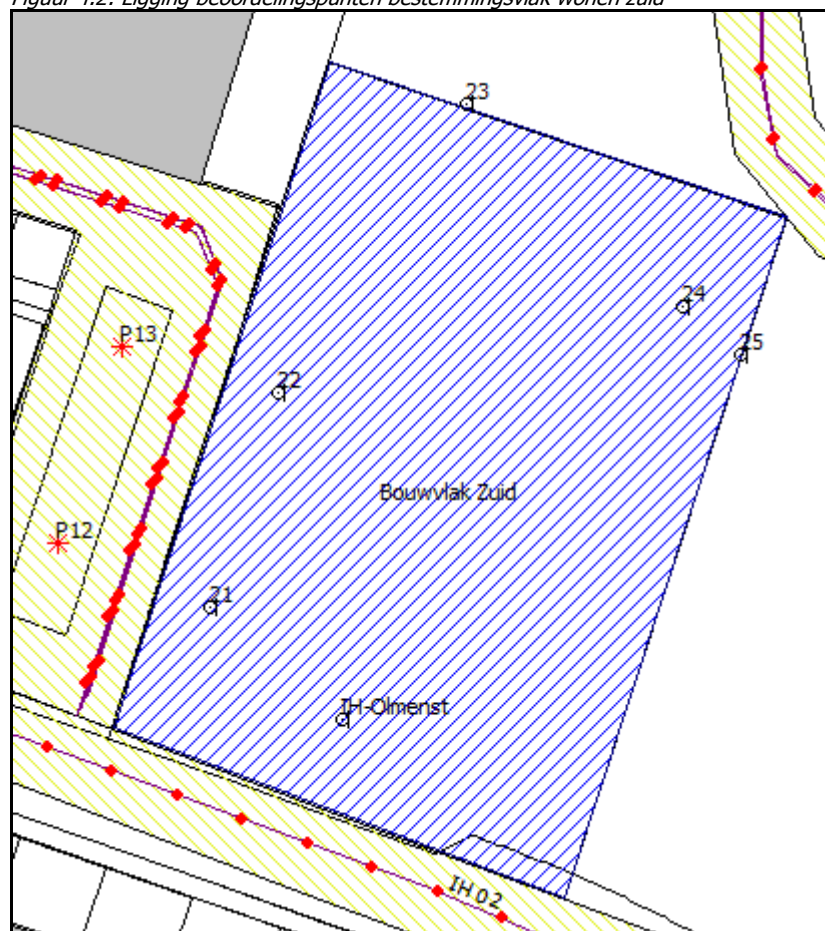 Figuur 4.2: Ligging beoordelingspunten bestemmingsvlak wonen zuid
23
24
P13
25
22
Bouwvlak Zuid
P12
21
IH-Olmenst
IH02